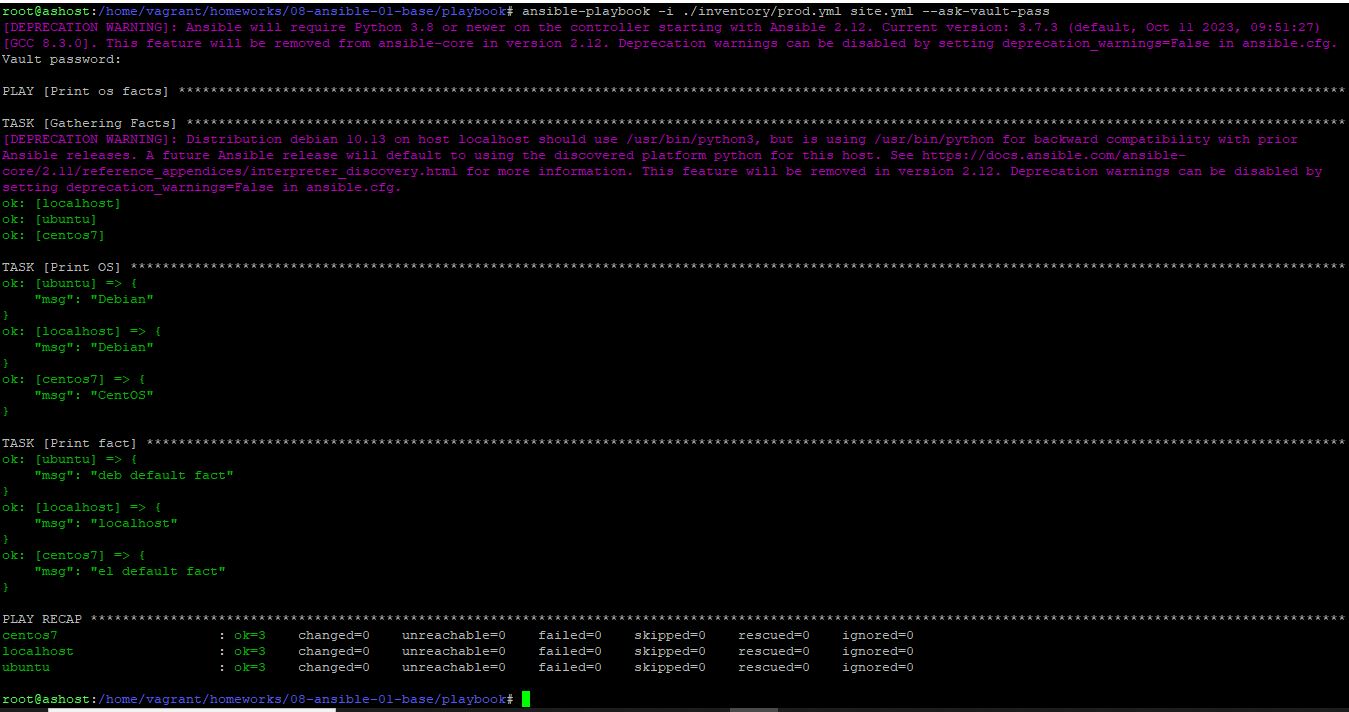 root@ashost:/home/vagrant/homeworks/08-ansible-01-base/playbook# ansible-playbook -i ./inventory/prod.yml site.yml --ask-vault-pass
[DEPRECATION WARNING]: Ansible will require Python 3.8 or newer on the controller starting with Ansible 2.12. Current version: 3.7.3 (default, Oct 11 2023, 09:51:27)
[GCC 8.3.0]. This feature will be removed from ansible-core in version 2.12. Deprecation warnings can be disabled by setting deprecation_warnings=False in ansible.cfg.
Vault password:
PLAY [Print os facts] **************************************************************************************************************************************************
TASK [Gathering Facts] *************************************************************************************************************************************************
[DEPRECATION WARNING]: Distribution debian 10.13 on host localhost should use /usr/bin/python3, but is using /usr/bin/python for backward compatibility with prior
Ansible releases. A future Ansible release will default to using the discovered platform python for this host. See https://docs.ansible.com/ansible-
core/2.11/reference_appendices/interpreter_discovery.html for more information. This feature will be removed in version 2.12. Deprecation warnings can be disabled by
setting deprecation_warnings=False in ansible.cfg.
ok: [localhost]
ok: [ubuntu]
ok: [centos7]
TASK [Print OS] ********************************************************************************************************************************************************
ok: [ubuntu] => {
    "msg": "Debian"
}
ok: [localhost] => {
    "msg": "Debian"
}
ok: [centos7] => {
    "msg": "CentOS"
}
TASK [Print fact] ******************************************************************************************************************************************************
ok: [ubuntu] => {
    "msg": "deb default fact"
}
ok: [localhost] => {
    "msg": "localhost"
}
ok: [centos7] => {
    "msg": "el default fact"
}
PLAY RECAP *************************************************************************************************************************************************************
centos7                    : ok=3    changed=0    unreachable=0    failed=0    skipped=0    rescued=0    ignored=0
localhost                  : ok=3    changed=0    unreachable=0    failed=0    skipped=0    rescued=0    ignored=0
ubuntu                     : ok=3    changed=0    unreachable=0    failed=0    skipped=0    rescued=0    ignored=0
root@ashost:/home/vagrant/homeworks/08-ansible-01-base/playbook#